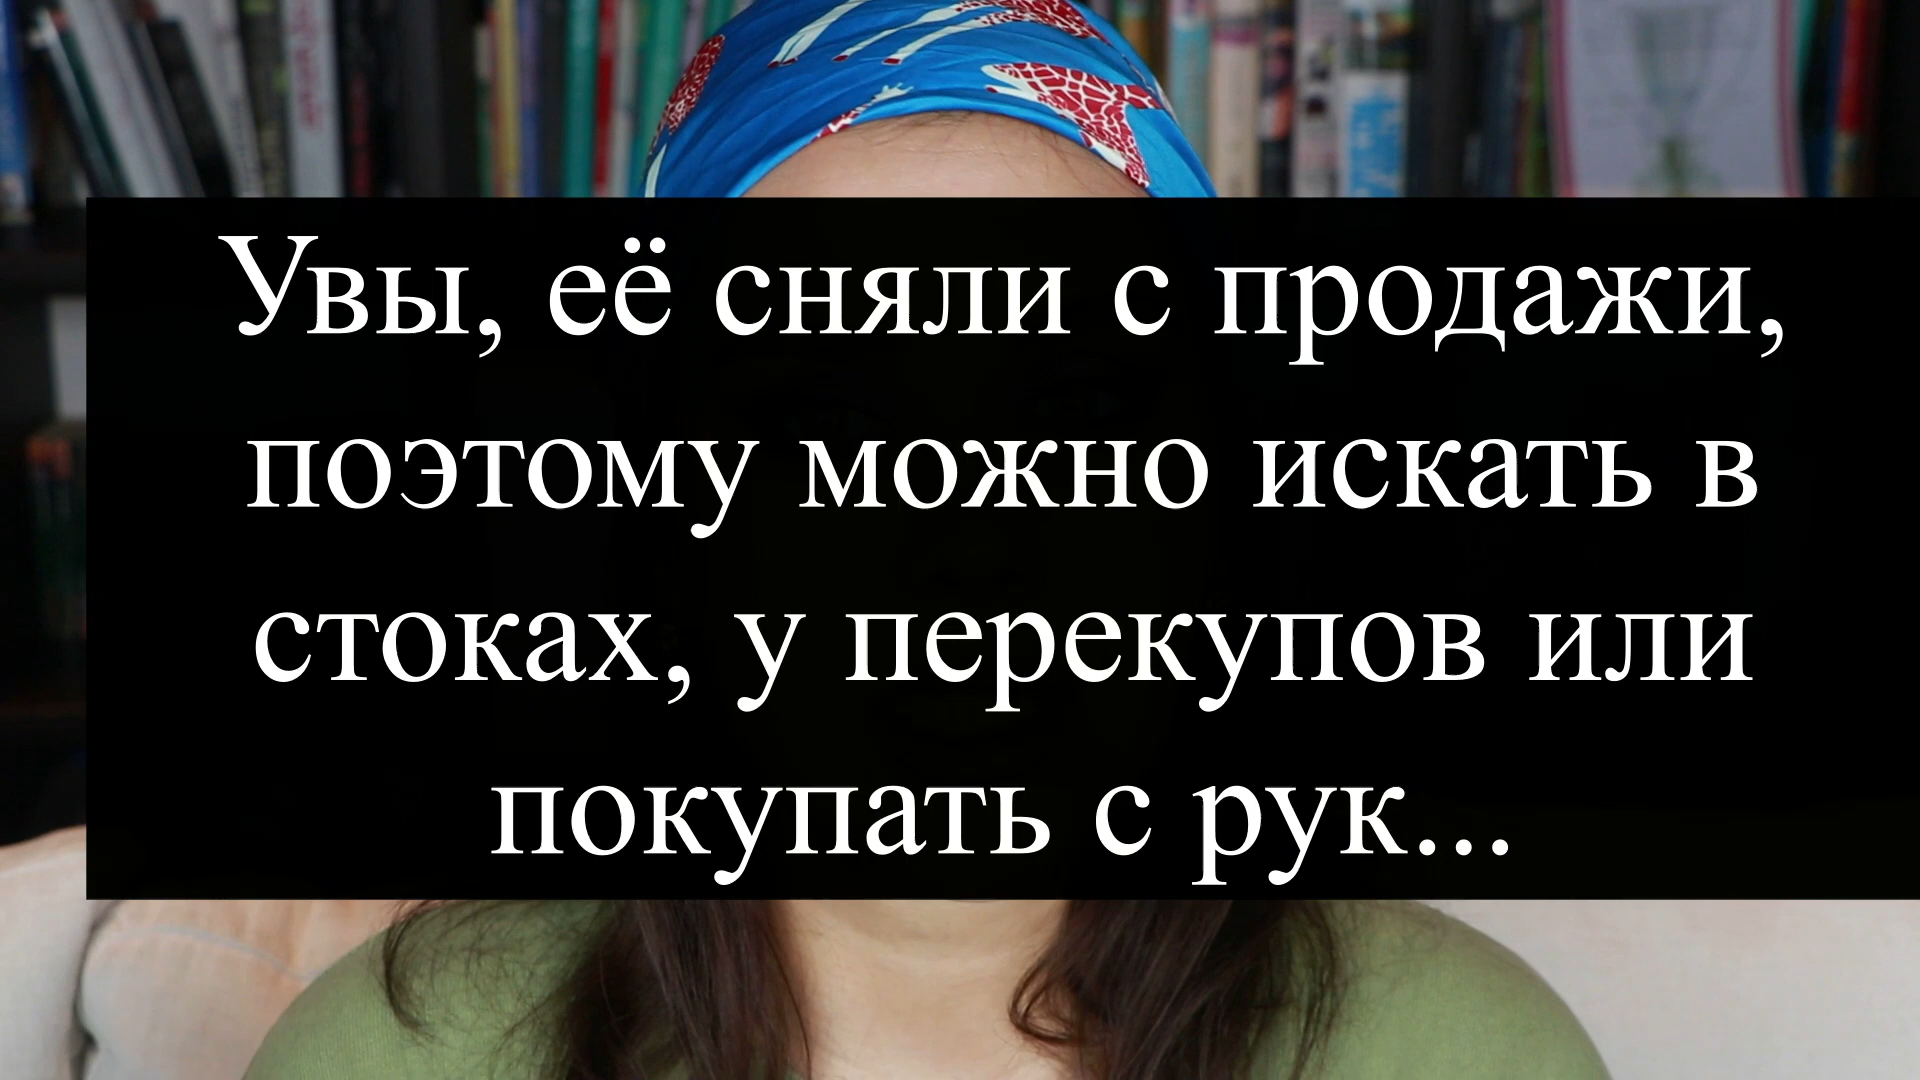 Увы, её сняли с продажи,
поэтому можно искать в
стоках, у перекупов или
покупать с рук...